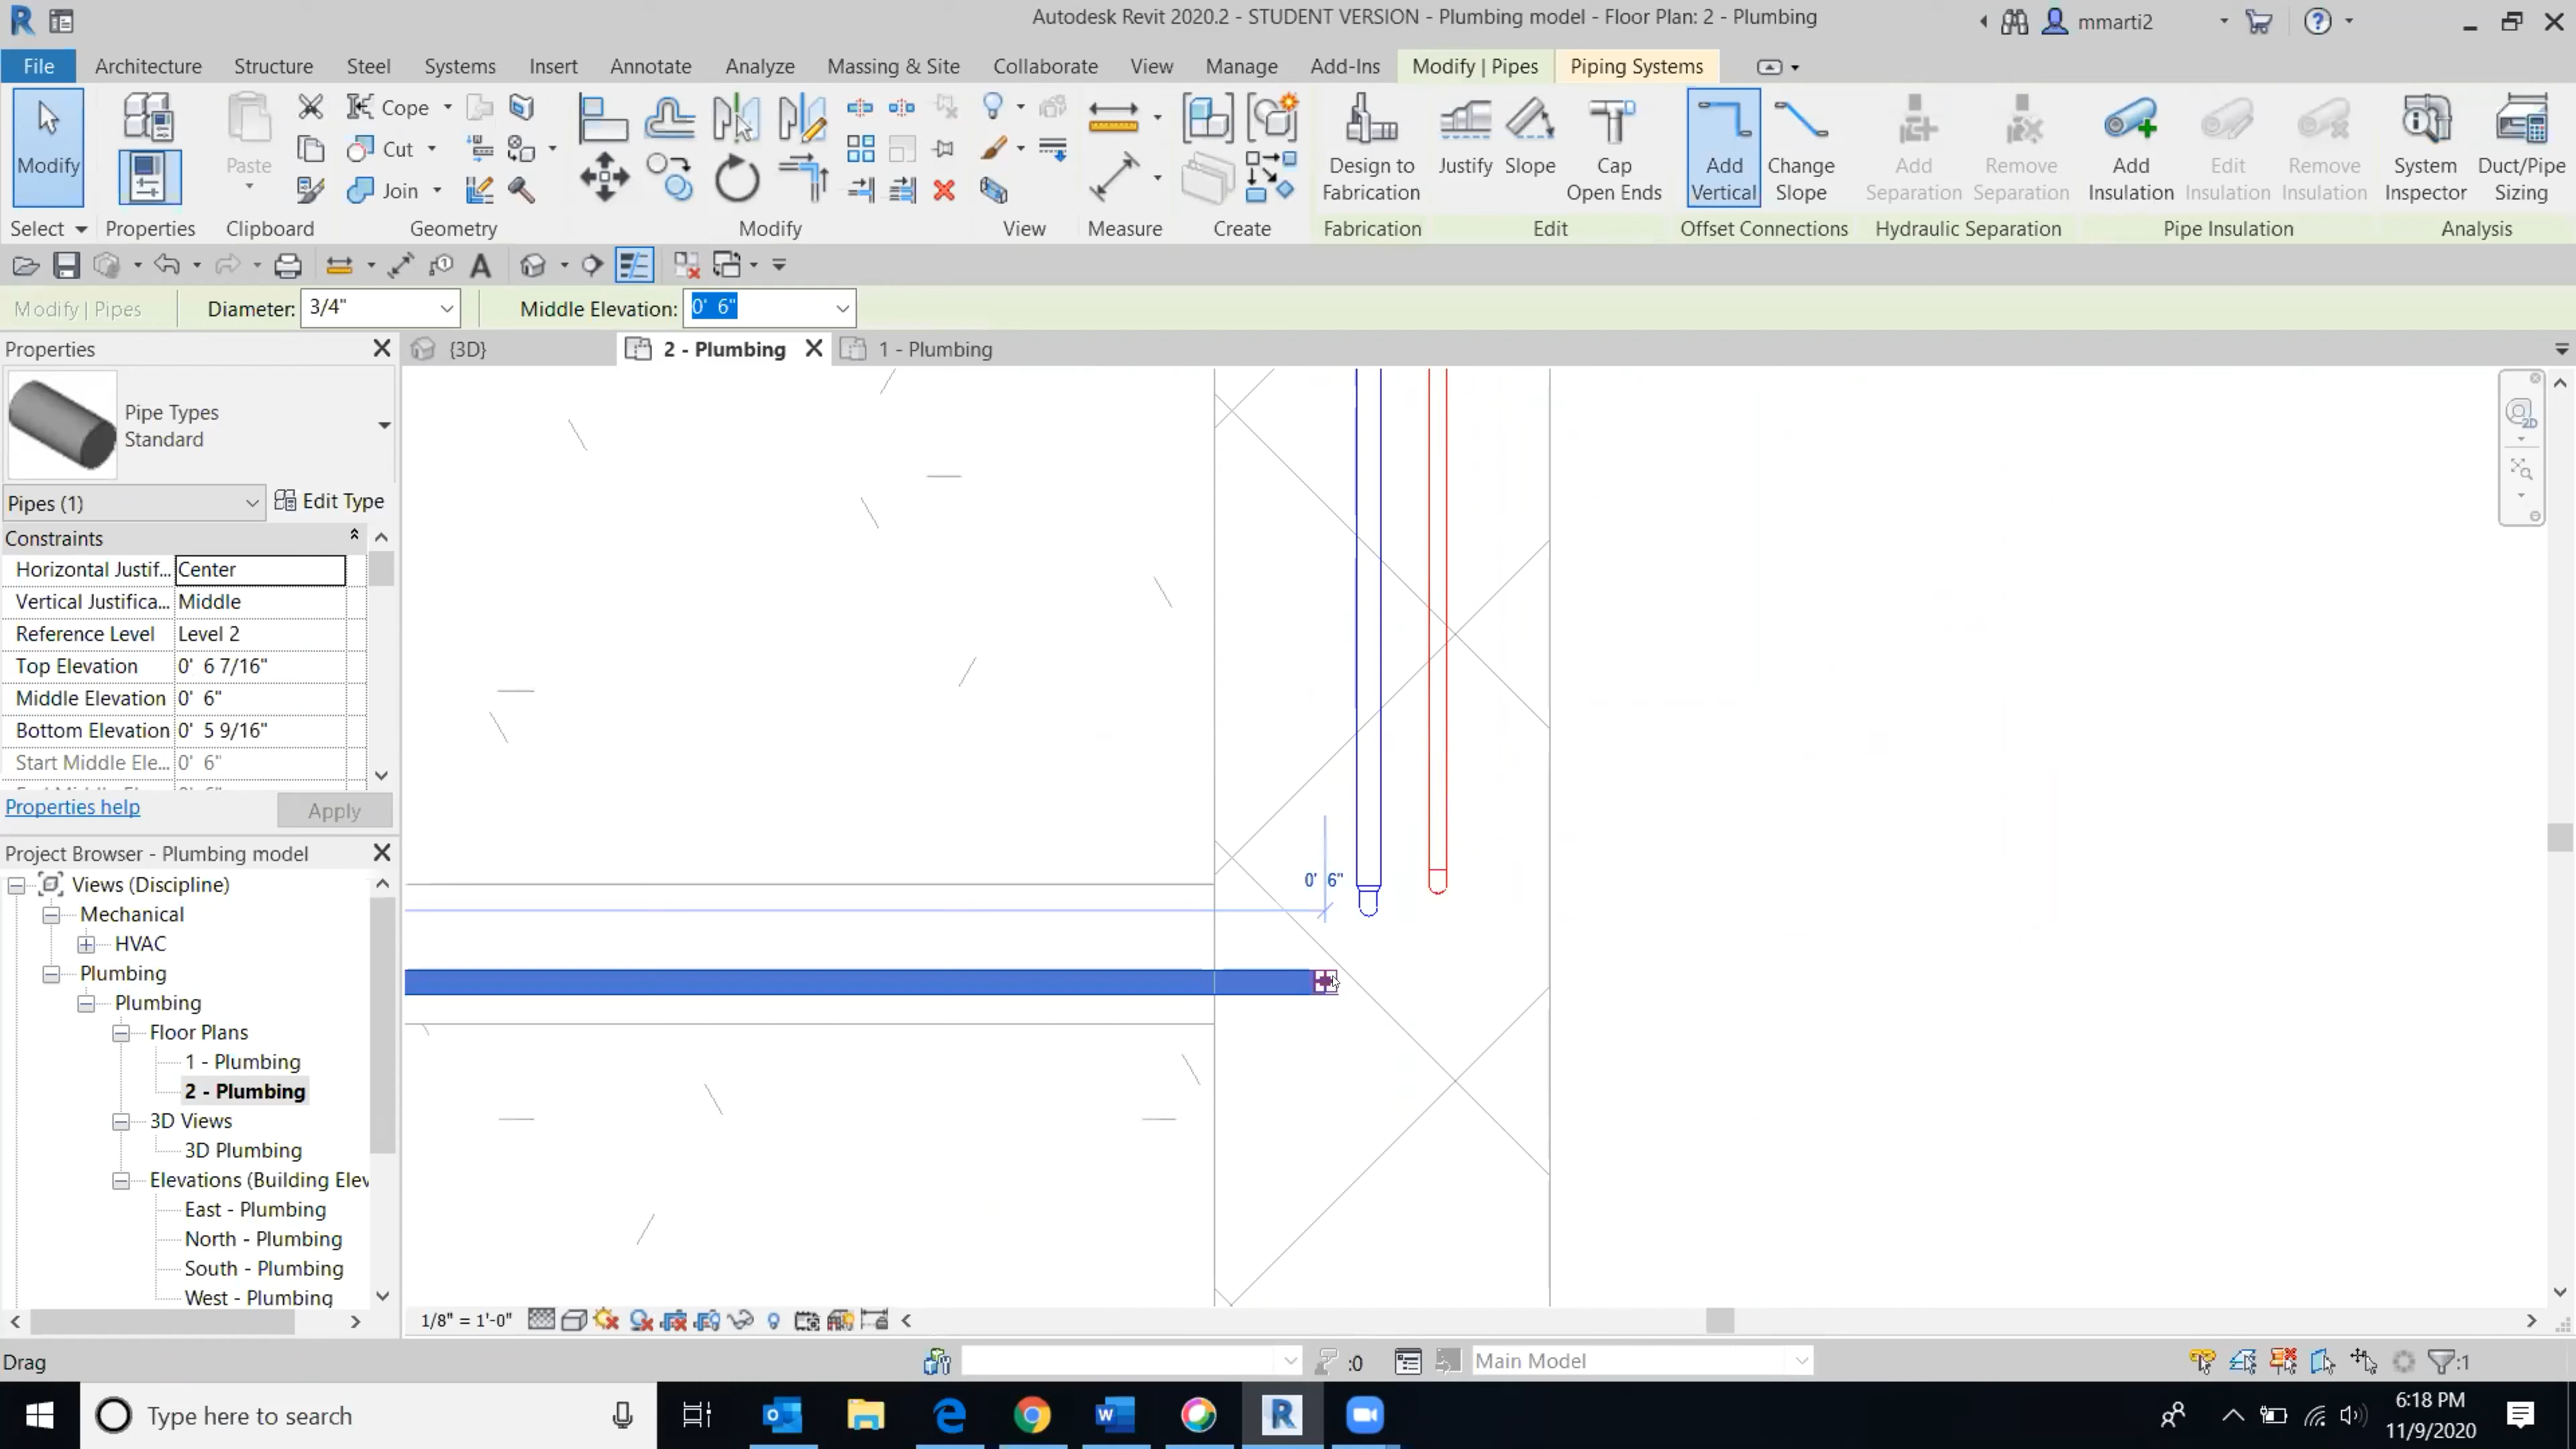 Autodesk Revit 2020.2 - STUDENT VERSION - Plumbing model - Floor Plan: 2 - Plumbing
mmarti2
File Architecture Structure Steel Systems Insert Annotate Analyze Massing & Site Collaborate View Manage Add-Ins Modify | Pipes Piping Systems
Modify
Paste
Cope
Cut
Join
Design to Fabrication
Justify
Slope
Cap Open Ends
Add Vertical
Change Slope
Add Separation
Remove Separation
Add Insulation
Edit Insulation
Remove Insulation
System Inspector
Duct/Pipe Sizing
Select Properties Clipboard Geometry Modify View Measure Create Fabrication Edit Offset Connections Hydraulic Separation Pipe Insulation Analysis
Modify | Pipes Diameter: 3/4" Middle Elevation: 0' 6"
Properties
{3D} 2 - Plumbing 1 - Plumbing
Pipe Types
Standard
Pipes (1) Edit Type
Constraints
Horizontal Justif... Center
Vertical Justifica... Middle
Reference Level Level 2
Top Elevation 0' 6 7/16"
Middle Elevation 0' 6"
Bottom Elevation 0' 5 9/16"
Start Middle Ele... 0' 6"
Properties help Apply
Project Browser - Plumbing model
Views (Discipline)
Mechanical
HVAC
Plumbing
Plumbing
Floor Plans
1 - Plumbing
2 - Plumbing
3D Views
3D Plumbing
Elevations (Building Elev
East - Plumbing
North - Plumbing
South - Plumbing
West - Plumbing
0' 6"
2D
1/8" = 1'-0"
Drag
:0
Main Model
:1
Type here to search
6:18 PM
11/9/2020